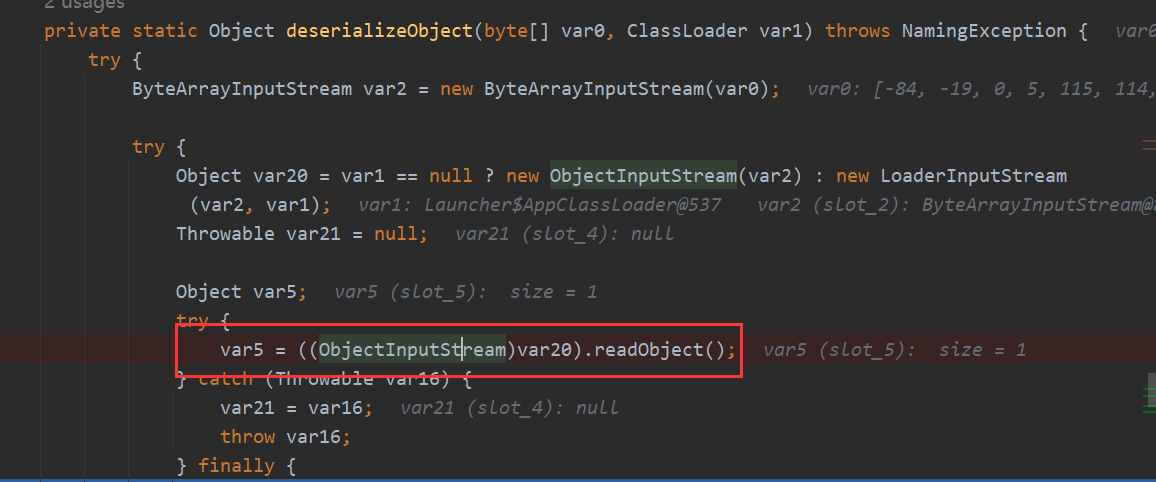 2 usages
private static Object deserializeObject(byte[] var0, ClassLoader var1) throws NamingException {  var0
try {
ByteArrayInputStream var2 = new ByteArrayInputStream(var0);  var0: [-84, -19, 0, 5, 115, 114,
try {
Object var20 = var1 == null ? new ObjectInputStream(var2) : new LoaderInputStream
(var2, var1);  var1: Launcher$AppClassLoader@537  var2 (slot_2): ByteArrayInputStream@
Throwable var21 = null;  var21 (slot_4): null
Object var5;  var5 (slot_5):  size = 1
try {
var5 = ((ObjectInputStream)var20).readObject();  var5 (slot_5):  size = 1
} catch (Throwable var16) {
var21 = var16;  var21 (slot_4): null
throw var16;
} finally {